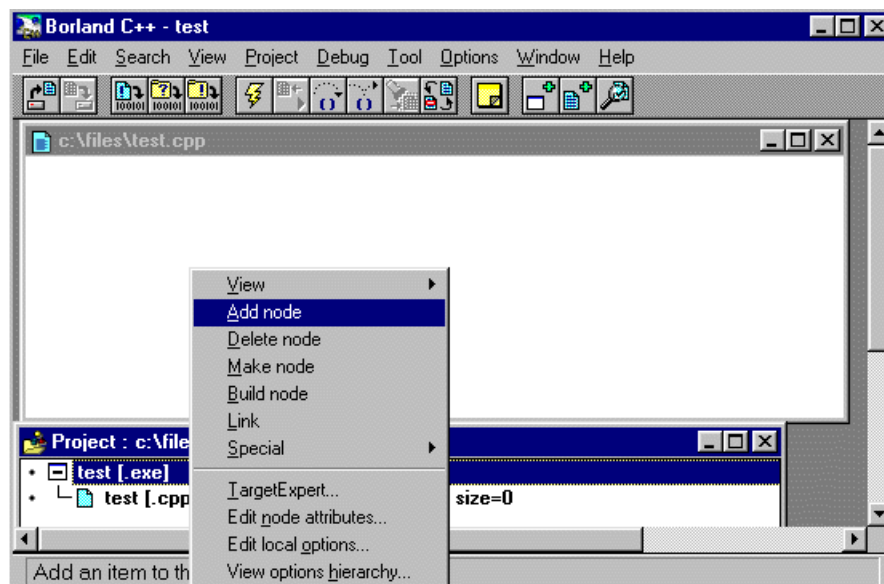 Borland C++ - test
File Edit Search View Project Debug Tool Options Window Help
c:\files\test.cpp
View
Add node
Delete node
Make node
Build node
Link
Special
TargetExpert...
Edit node attributes...
Edit local options...
View options hierarchy...
Project : c:\file
test [.exe]
test [.cpp size=0
Add an item to th